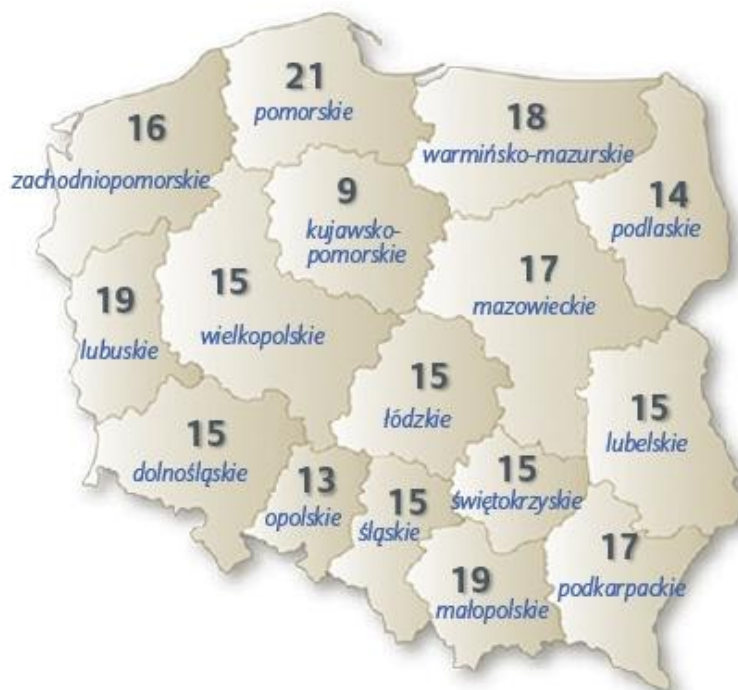 21
pomorskie
16
zachodniopomorskie
18
warmińsko-mazurskie
14
podlaskie
9
kujawsko-
pomorskie
17
mazowieckie
19
lubuskie
15
wielkopolskie
15
łódzkie
15
lubelskie
15
dolnośląskie
13
opolskie
15
śląskie
15
świętokrzyskie
19
małopolskie
17
podkarpackie